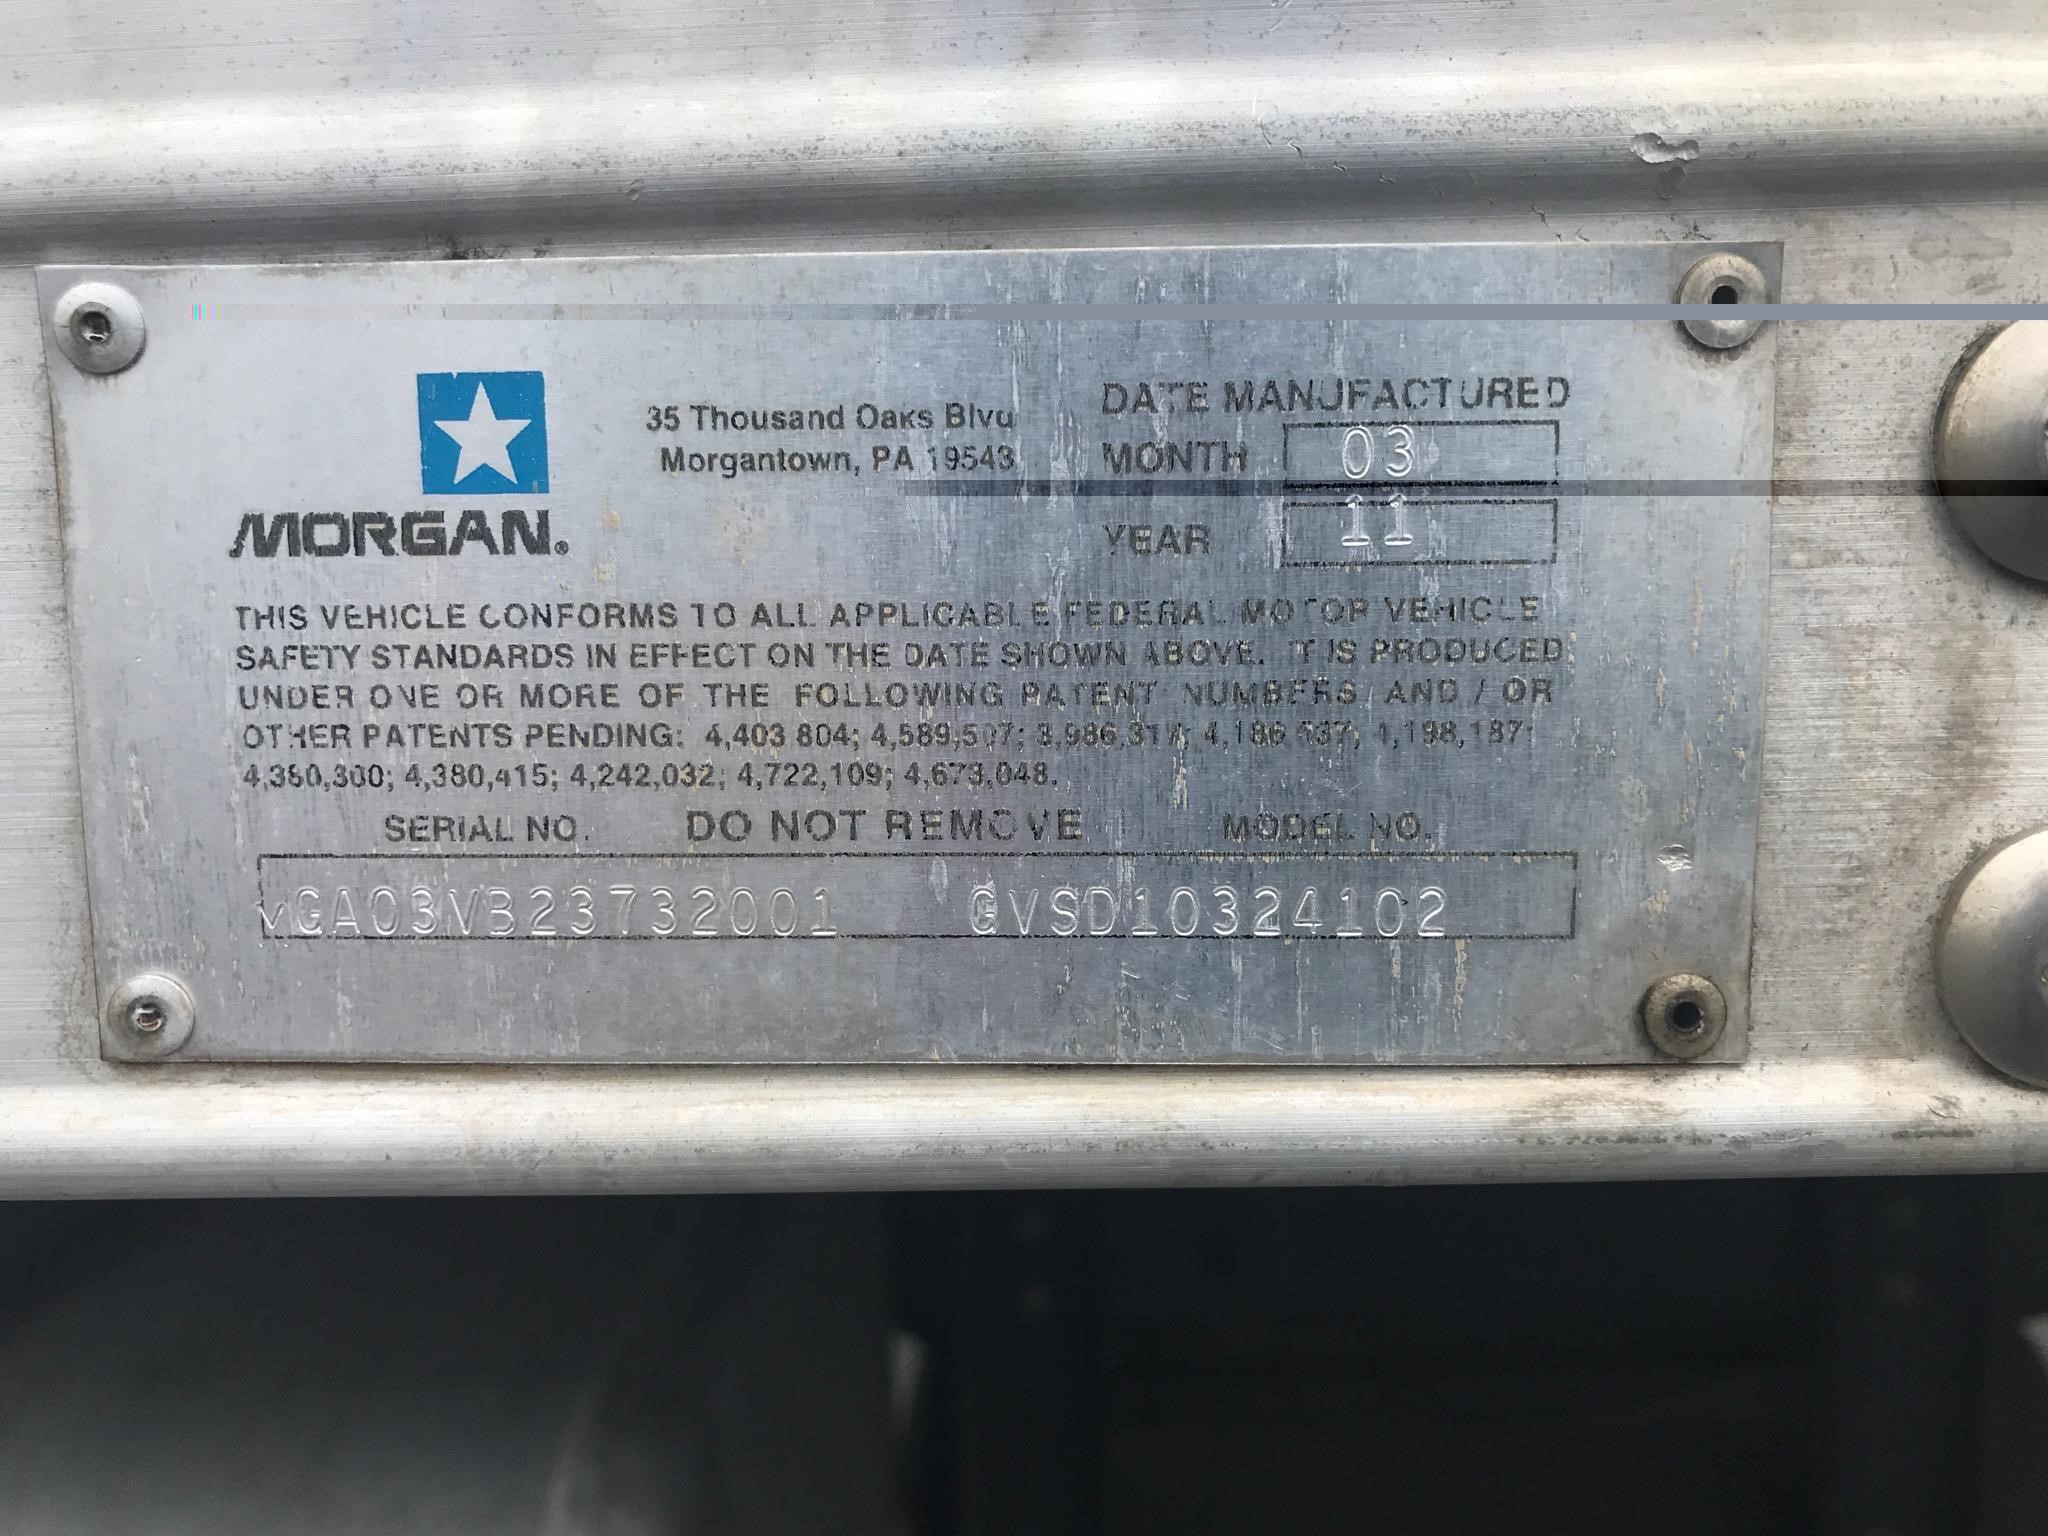 35 Thousand Oaks Blvd
Morgantown, PA 19543
DATE MANUFACTURED
MONTH 03
YEAR 11
MORGAN®
THIS VEHICLE CONFORMS TO ALL APPLICABLE FEDERAL MOTOR VEHICLE
SAFETY STANDARDS IN EFFECT ON THE DATE SHOWN ABOVE. IT IS PRODUCED
UNDER ONE OR MORE OF THE FOLLOWING PATENT NUMBERS AND / OR
OTHER PATENTS PENDING: 4,403 804; 4,589,507; 4,198,187;
4,380,415; 4,242,032; 4,722,109; 4,673,048.
SERIAL NO. DO NOT REMOVE MODEL NO.
MGA03VB23732001 GVSD10324102